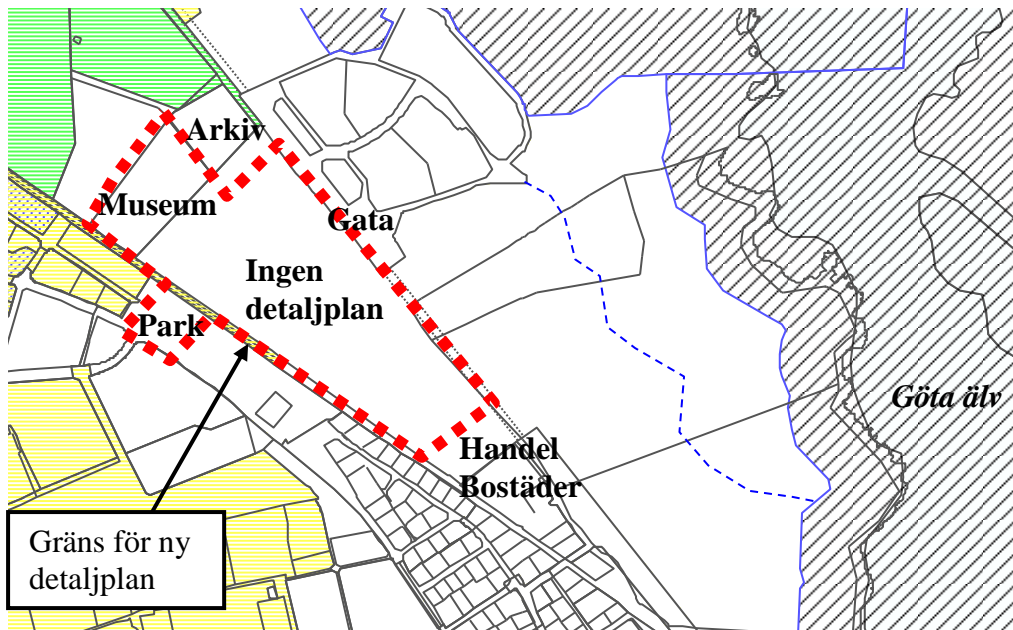 Arkiv
Museum
Gata
Ingen
detaljplan
Park
Göta älv
Handel
Bostäder
Gräns för ny
detaljplan